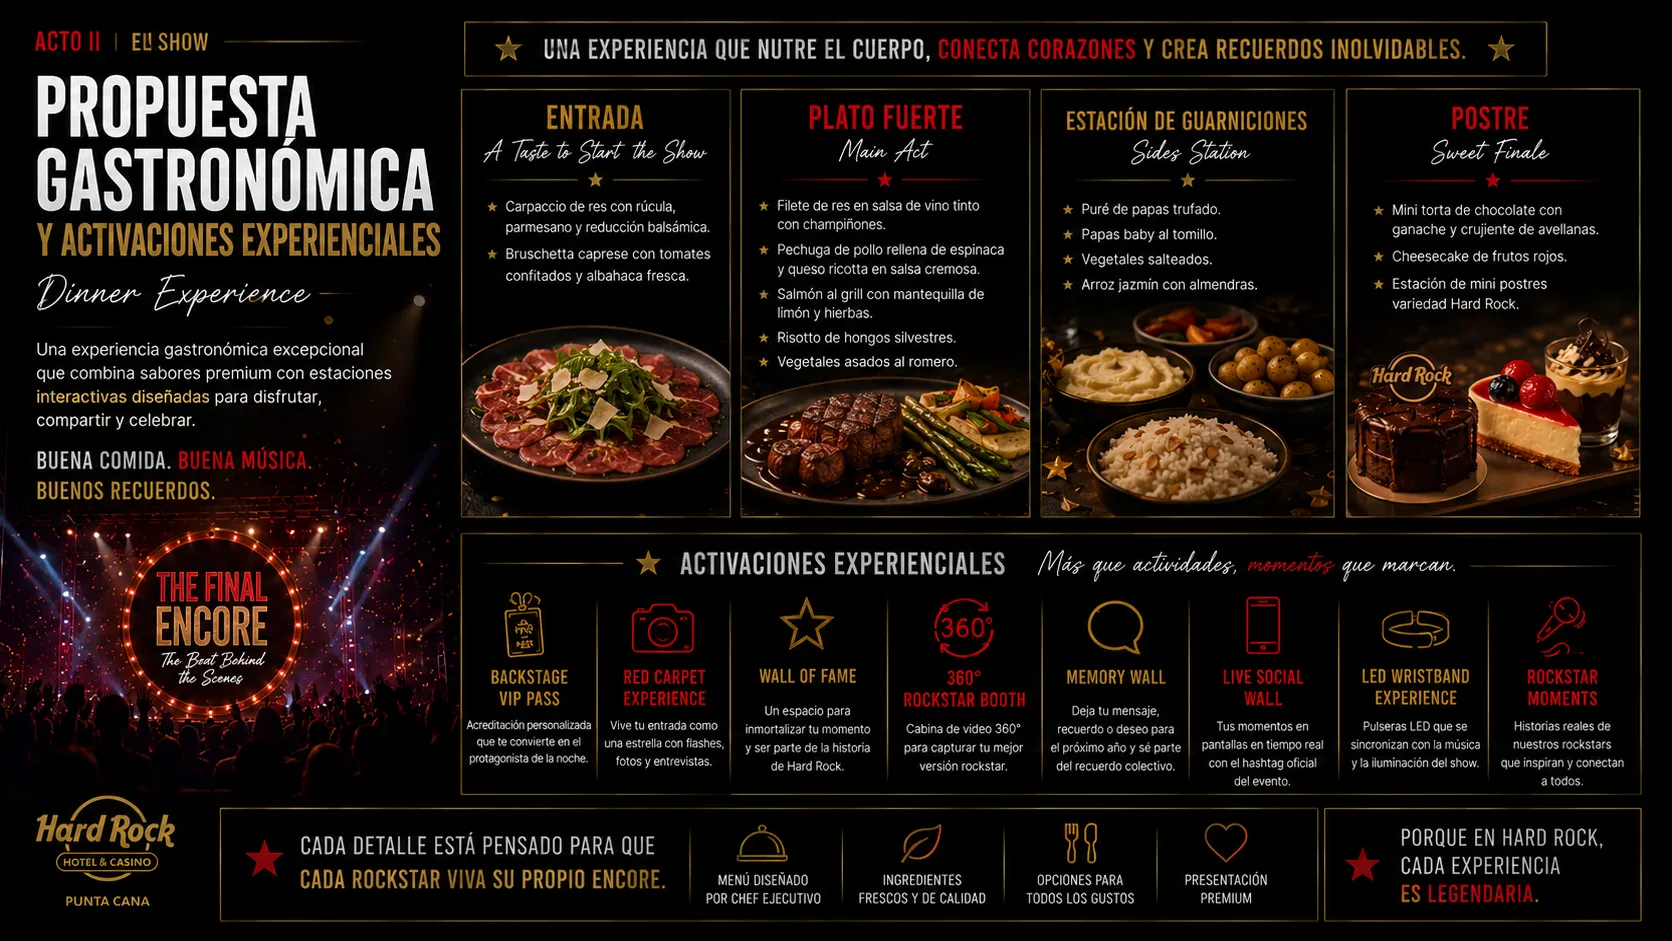 ACTO II | EL SHOW
PROPUESTA
GASTRONÓMICA
Y ACTIVACIONES EXPERIENCIALES
Dinner Experience
Una experiencia gastronómica excepcional
que combina sabores premium con estaciones
interactivas diseñadas para disfrutar,
compartir y celebrar.
BUENA COMIDA. BUENA MÚSICA.
BUENOS RECUERDOS.
THE FINAL
ENCORE
The Beat Behind
the Scenes
Hard Rock
HOTEL & CASINO
PUNTA CANA
UNA EXPERIENCIA QUE NUTRE EL CUERPO, CONECTA CORAZONES Y CREA RECUERDOS INOLVIDABLES.
ENTRADA
A Taste to Start the Show
Carpaccio de res con rúcula,
parmesano y reducción balsámica.
Bruschetta caprese con tomates
confitados y albahaca fresca.
PLATO FUERTE
Main Act
Filete de res en salsa de vino tinto
con champiñones.
Pechuga de pollo rellena de espinaca
y queso ricotta en salsa cremosa.
Salmón al grill con mantequilla de
limón y hierbas.
Risotto de hongos silvestres.
Vegetales asados al romero.
ESTACIÓN DE GUARNICIONES
Sides Station
Puré de papas trufado.
Papas baby al tomillo.
Vegetales salteados.
Arroz jazmín con almendras.
POSTRE
Sweet Finale
Mini torta de chocolate con
ganache y crujiente de avellanas.
Cheesecake de frutos rojos.
Estación de mini postres
variedad Hard Rock.
Hard Rock
ACTIVACIONES EXPERIENCIALES
Más que actividades, momentos que marcan.
BACKSTAGE
VIP PASS
Acreditación personalizada
que te convierte en el
protagonista de la noche.
RED CARPET
EXPERIENCE
Vive tu entrada como
una estrella con flashes,
fotos y entrevistas.
WALL OF FAME
Un espacio para
inmortalizar tu momento
y ser parte de la historia
de Hard Rock.
360°
360°
ROCKSTAR BOOTH
Cabina de video 360°
para capturar tu mejor
versión rockstar.
MEMORY WALL
Deja tu mensaje,
recuerdo o deseo para
el próximo año y sé parte
del recuerdo colectivo.
LIVE SOCIAL
WALL
Tus momentos en
pantallas en tiempo real
con el hashtag oficial
del evento.
LED WRISTBAND
EXPERIENCE
Pulseras LED que se
sincronizan con la música
y la iluminación del show.
ROCKSTAR
MOMENTS
Historias reales de
nuestros rockstars
que inspiran y conectan
a todos.
CADA DETALLE ESTÁ PENSADO PARA QUE
CADA ROCKSTAR VIVA SU PROPIO ENCORE.
MENÚ DISEÑADO
POR CHEF EJECUTIVO
INGREDIENTES
FRESCOS Y DE CALIDAD
OPCIONES PARA
TODOS LOS GUSTOS
PRESENTACIÓN
PREMIUM
PORQUE EN HARD ROCK,
CADA EXPERIENCIA
ES LEGENDARIA.